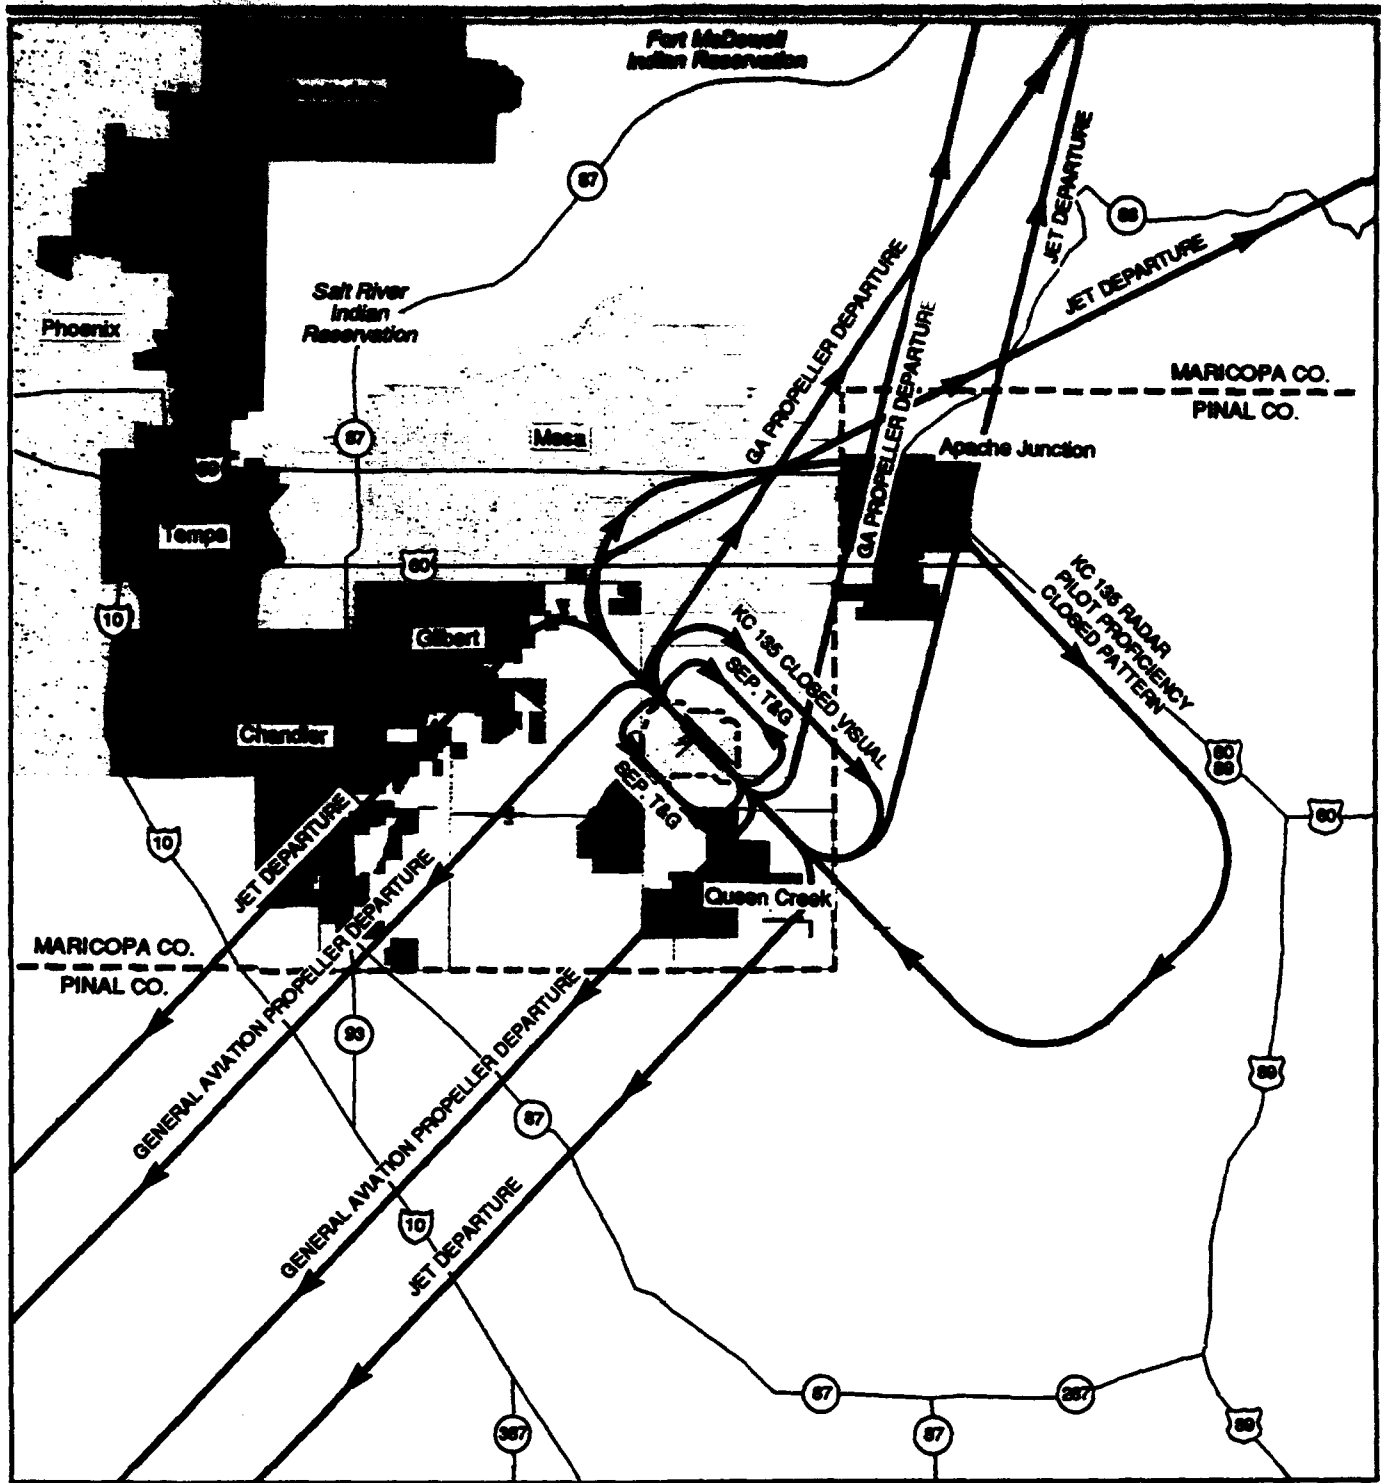 Fort McDowell
Indian Reservation
87
JET DEPARTURE
88
GA PROPELLER DEPARTURE
JET DEPARTURE
Salt River
Indian
Reservation
Phoenix
GA PROPELLER DEPARTURE
MARICOPA CO.
PINAL CO.
87
Mesa
Apache Junction
Tempe
60
KC 135 RADAR
PILOT PROFICIENCY
CLOSED PATTERN
10
Gilbert
KC 135 CLOSED VISUAL
SEP. T&G
Chandler
60
89
SEP. T&G
60
JET DEPARTURE
10
GENERAL AVIATION PROPELLER DEPARTURE
Queen Creek
MARICOPA CO.
PINAL CO.
93
GENERAL AVIATION PROPELLER DEPARTURE
89
87
JET DEPARTURE
10
87
287
387
87
89